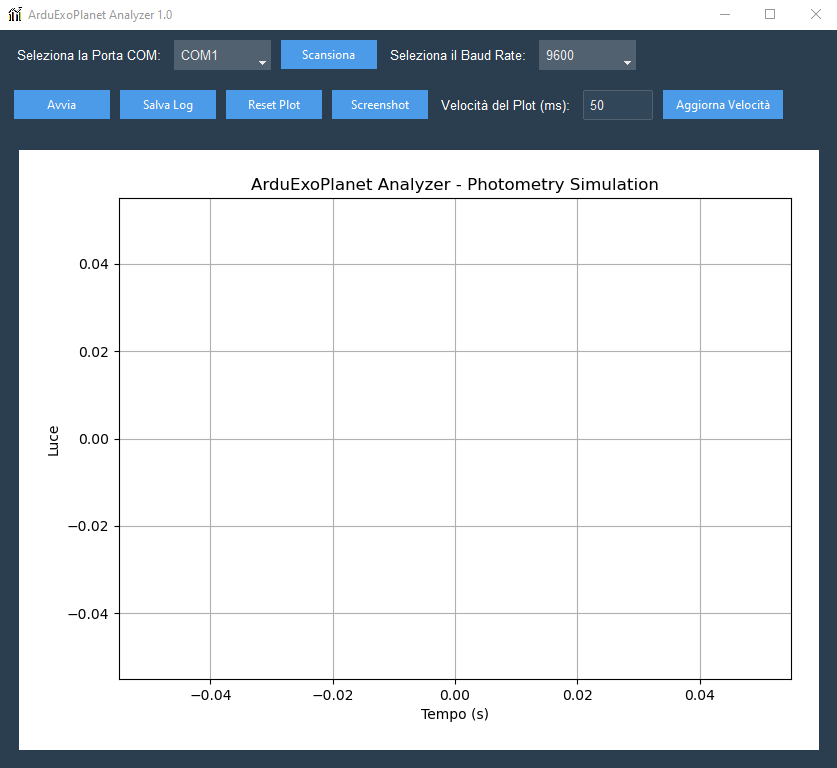 ArduExoPlanet Analyzer 1.0
Seleziona la Porta COM: COM1 Scansiona Seleziona il Baud Rate: 9600
Avvia Salva Log Reset Plot Screenshot Velocità del Plot (ms): 50 Aggiorna Velocità
ArduExoPlanet Analyzer - Photometry Simulation
0.04
0.02
0.00
−0.02
−0.04
Luce
−0.04 −0.02 0.00 0.02 0.04
Tempo (s)